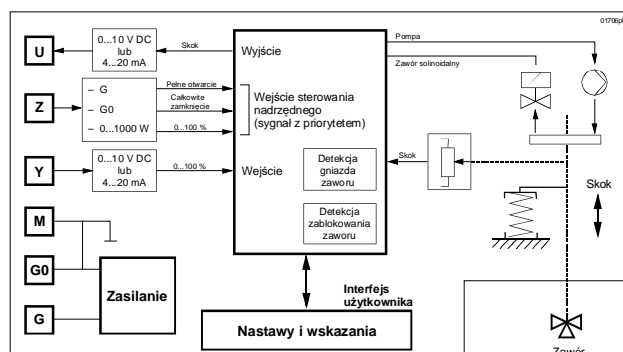 01706pl
U
0...10 V DC
lub
4...20 mA
Skok
Wyjście
Pompa
Zawór solinoidalny
Z
– G
– G0
– 0...1000 W
Pełne otwarcie
Całkowite
zamknięcie
0...100 %
Wejście sterowania
nadrzędnego
(sygnał z priorytetem)
Y
0...10 V DC
lub
4...20 mA
0...100 %
Wejście
Detekcja
gniazda
zaworu
Detekcja
zablokowania
zaworu
Skok
Skok
M
G0
G
Zasilanie
Interfejs
użytkownika
Nastawy i wskazania
Zawór